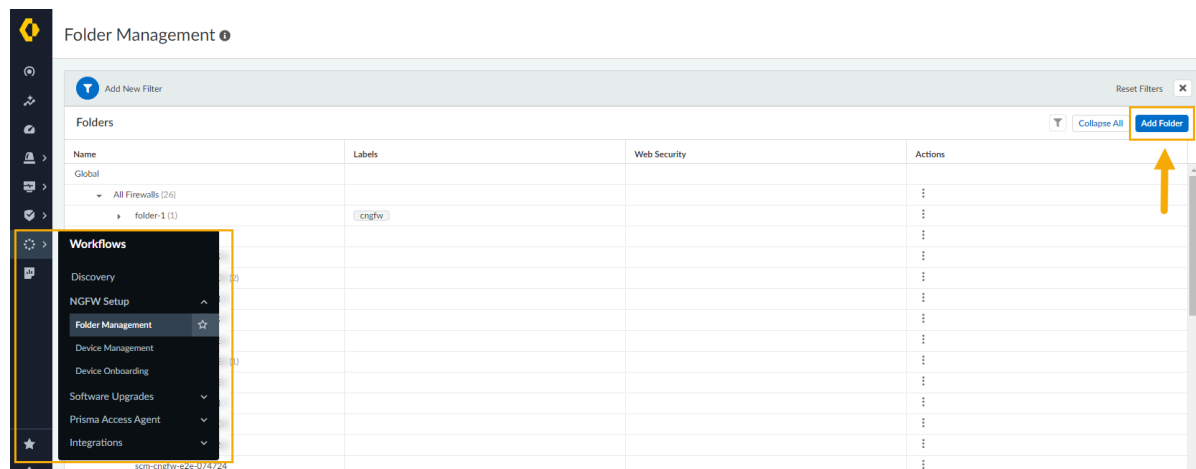 Folder Management
Add New Filter
Reset Filters
Folders
Collapse All
Add Folder
Name Labels Web Security Actions
Global
All Firewalls (26)
folder-1 (1) cngfw
Workflows
Discovery
(2)
NGFW Setup
Folder Management
Device Management
(1)
Device Onboarding
Software Upgrades
Prisma Access Agent
Integrations
scm-cngfw-e2e-074724